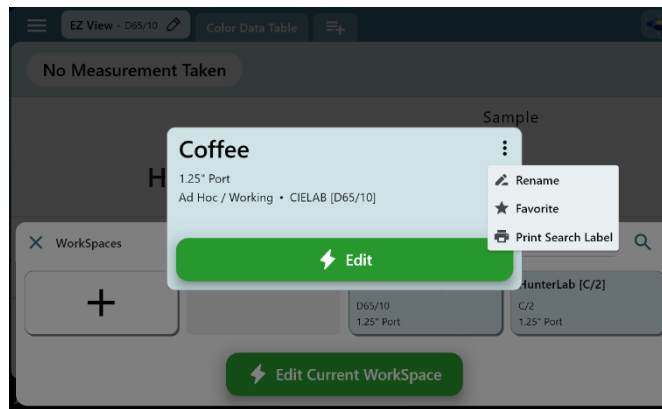 EZ View - D65/10
Color Data Table
No Measurement Taken
Sample
H
Coffee
1.25" Port
Ad Hoc / Working • CIELAB [D65/10]
Rename
Favorite
Print Search Label
Edit
WorkSpaces
D65/10
1.25" Port
HunterLab [C/2]
C/2
1.25" Port
Edit Current WorkSpace